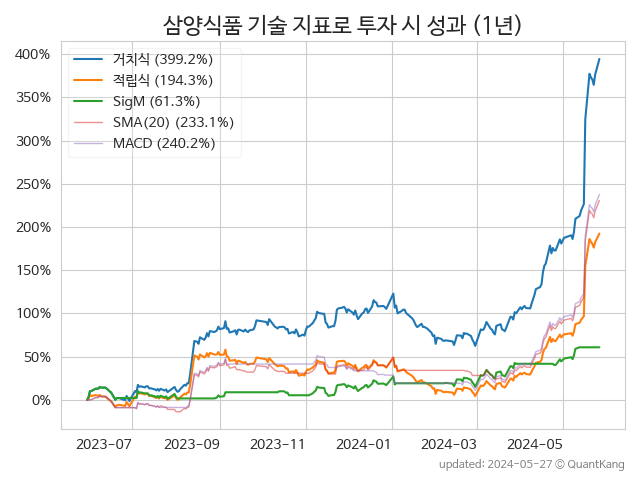 삼양식품 기술 지표로 투자 시 성과 (1년)
400%
350%
300%
250%
200%
150%
100%
50%
0%
거치식 (399.2%)
적립식 (194.3%)
SigM (61.3%)
SMA(20) (233.1%)
MACD (240.2%)
2023-07
2023-09
2023-11
2024-01
2024-03
2024-05
updated: 2024-05-27 © QuantKang